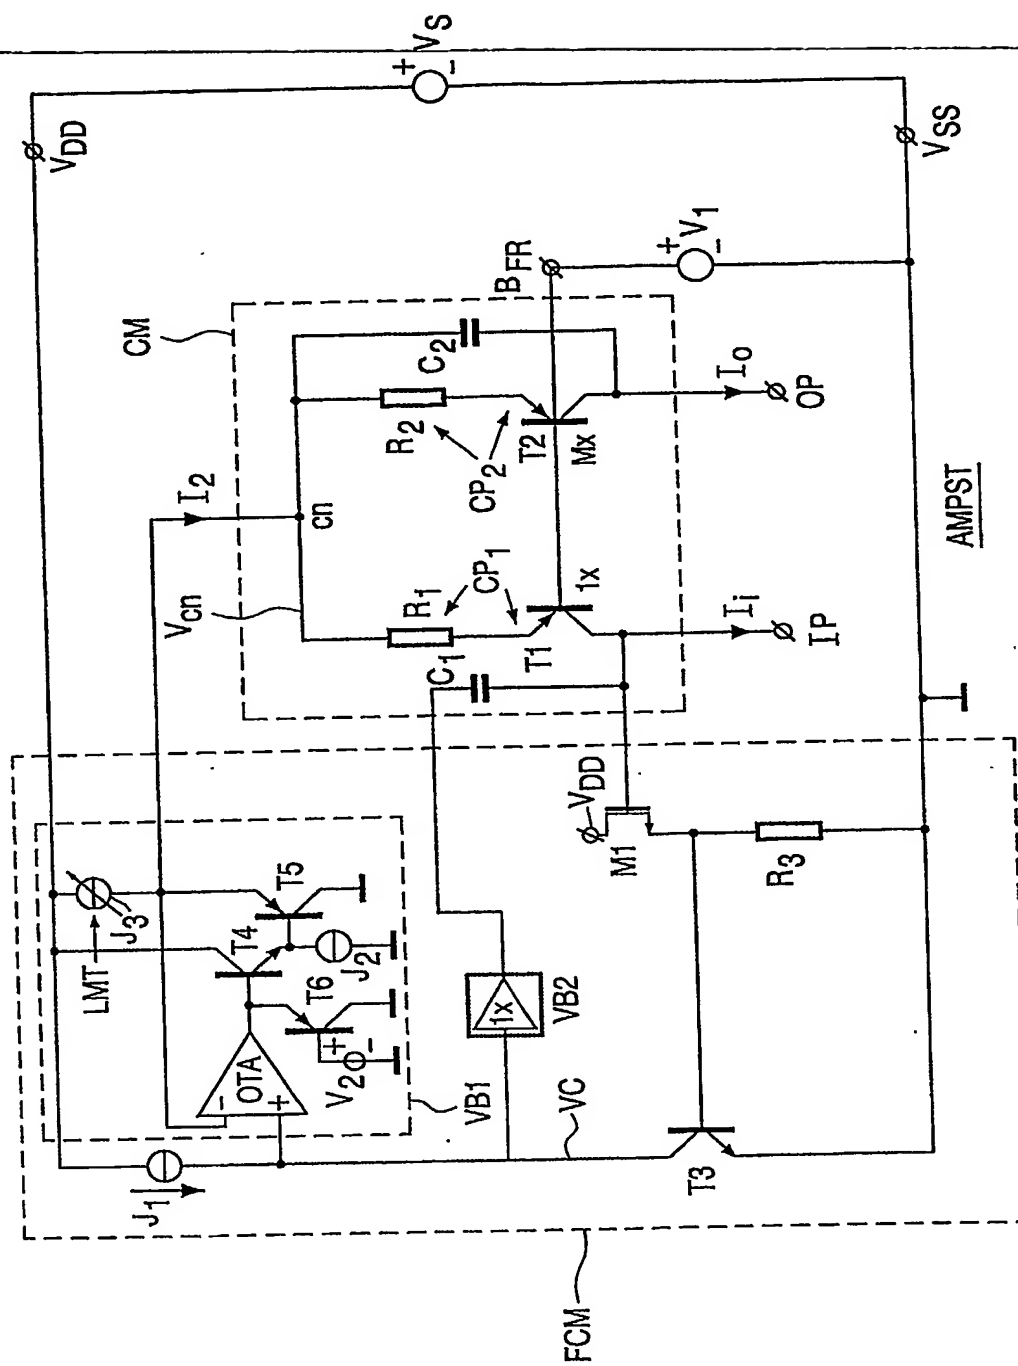 VDD
+ VS -
VSS
CM
I2
Vcn
cn
R1
CP1
R2
CP2
C2
C1
T1
1x
T2
Mx
BFR
+ V1 -
Ii
IP
Io
OP
AMPST
LMT
J3
T5
T4
J2
T6
OTA
-
+
V2
+
-
VB1
J1
1x
VB2
VC
VDD
M1
R3
T3
FCM